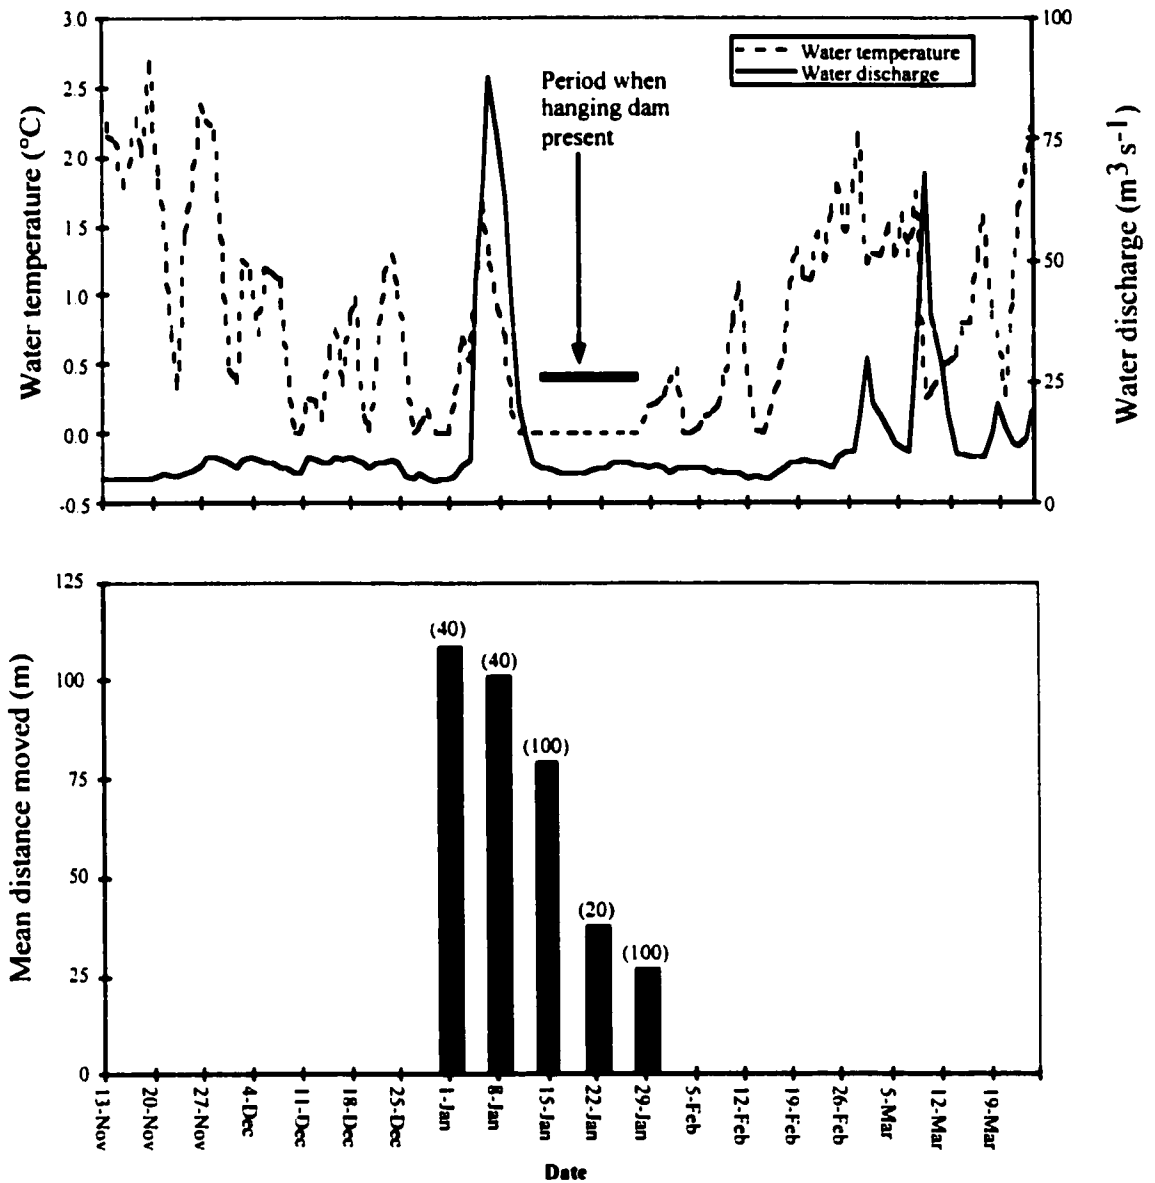 3.0
2.5
2.0
1.5
1.0
0.5
0.0
-0.5
Water temperature (°C)
100
75
50
25
0
Water discharge (m³ s⁻¹)
Water temperature
Water discharge
Period when
hanging dam
present
125
100
75
50
25
0
Mean distance moved (m)
(40)
(40)
(100)
(20)
(100)
13-Nov
20-Nov
27-Nov
4-Dec
11-Dec
18-Dec
25-Dec
1-Jan
8-Jan
15-Jan
22-Jan
29-Jan
5-Feb
12-Feb
19-Feb
26-Feb
5-Mar
12-Mar
19-Mar
Date